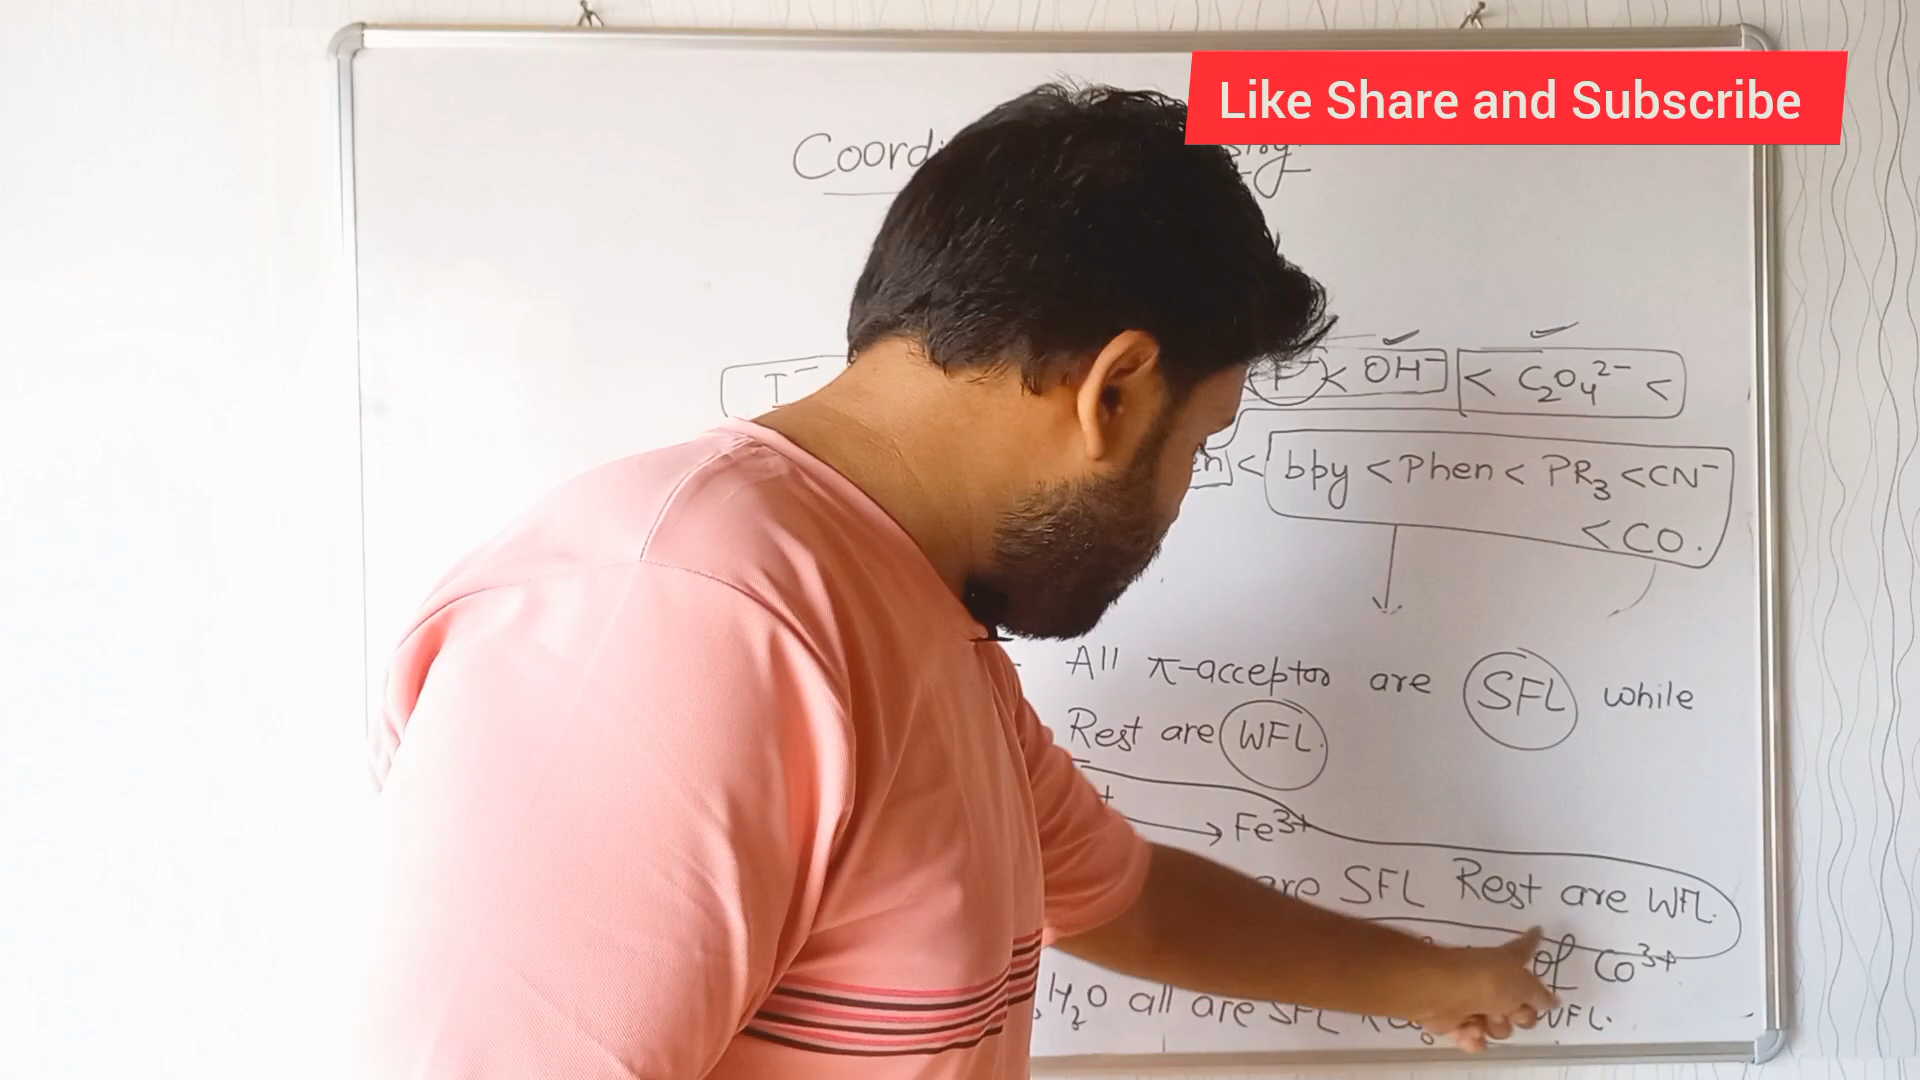 Like Share and Subscribe
I⁻ < OH⁻ < C₂O₄²⁻ <
en < bpy < Phen < PR₃ < CN⁻
< CO.
All π-acceptor are SFL while
Rest are WFL.
→ Fe³⁺
are SFL Rest are WFL.
of Co³⁺
H₂O all are SFL WFL.